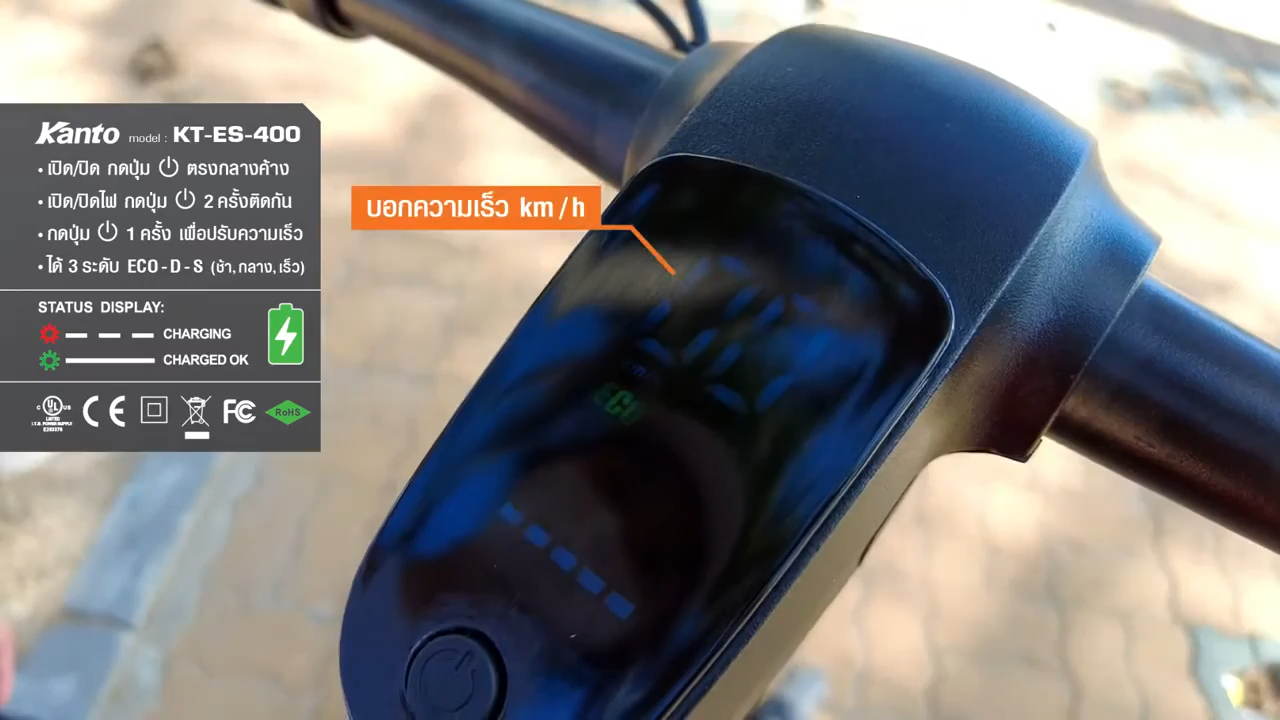 Kanto model : KT-ES-400
• เปิด/ปิด กดปุ่ม ตรงกลางค้าง
• เปิด/ปิดไฟ กดปุ่ม 2 ครั้งติดกัน
• กดปุ่ม 1 ครั้ง เพื่อปรับความเร็ว
• ได้ 3 ระดับ ECO - D - S (ช้า, กลาง, เร็ว)
STATUS DISPLAY:
CHARGING
CHARGED OK
C UL US
LISTED
CE
FC
RoHS
บอกความเร็ว km / h
ECO